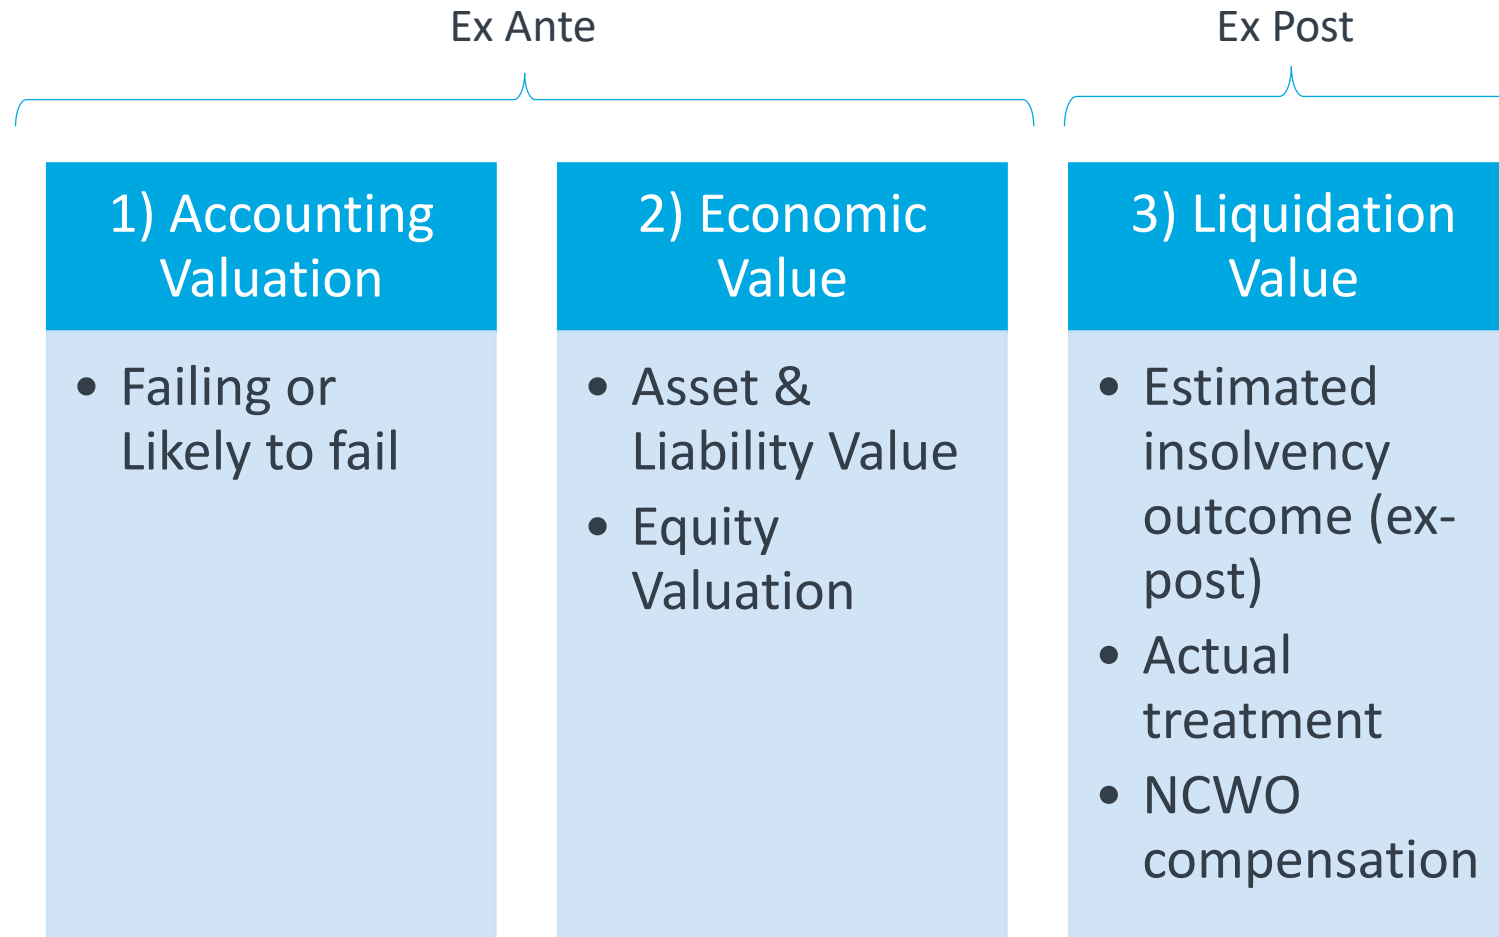 Ex Ante
Ex Post
1) Accounting
Valuation
• Failing or
Likely to fail
2) Economic
Value
• Asset &
Liability Value
• Equity
Valuation
3) Liquidation
Value
• Estimated
insolvency
outcome (ex-
post)
• Actual
treatment
• NCWO
compensation